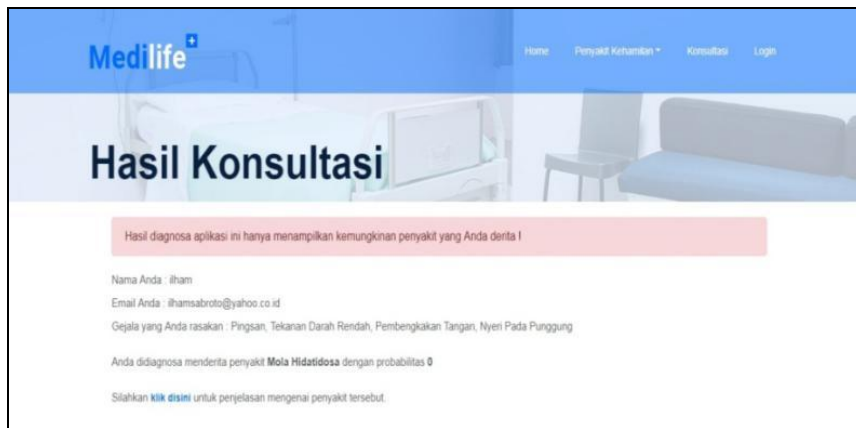 Medilife+
Home Penyakit Kehamilan Konsultasi Login
Hasil Konsultasi
Hasil diagnosa aplikasi ini hanya menampilkan kemungkinan penyakit yang Anda derita !
Nama Anda : ilham
Email Anda : ilhamsabroto@yahoo.co.id
Gejala yang Anda rasakan : Pingsan, Tekanan Darah Rendah, Pembengkakan Tangan, Nyeri Pada Punggung
Anda didiagnosa menderita penyakit Mola Hidatidosa dengan probabilitas 0
Silahkan klik disini untuk penjelasan mengenai penyakit tersebut.